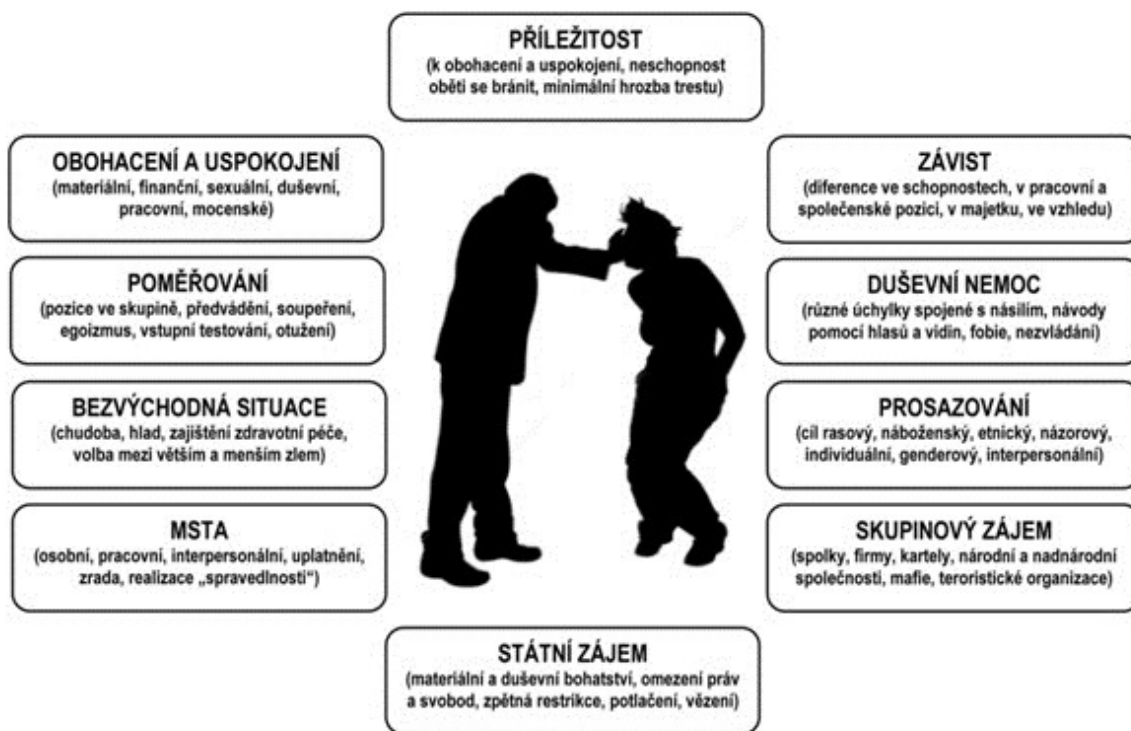 PŘÍLEŽITOST
(k obohacení a uspokojení, neschopnost
oběti se bránit, minimální hrozba trestu)
OBOHACENÍ A USPOKOJENÍ
(materiální, finanční, sexuální, duševní,
pracovní, mocenské)
ZÁVIST
(diference ve schopnostech, v pracovní a
společenské pozici, v majetku, ve vzhledu)
POMĚŘOVÁNÍ
(pozice ve skupině, předvádění, soupeření,
egoizmus, vstupní testování, otužení)
DUŠEVNÍ NEMOC
(různé úchylky spojené s násilím, návody
pomocí hlasů a vidin, fobie, nezvládání)
BEZVÝCHODNÁ SITUACE
(chudoba, hlad, zajištění zdravotní péče,
volba mezi větším a menším zlem)
PROSAZOVÁNÍ
(cíl rasový, náboženský, etnický, názorový,
individuální, genderový, interpersonální)
MSTA
(osobní, pracovní, interpersonální, uplatnění,
zrada, realizace „spravedlnosti“)
SKUPINOVÝ ZÁJEM
(spolky, firmy, kartely, národní a nadnárodní
společnosti, mafie, teroristické organizace)
STÁTNÍ ZÁJEM
(materiální a duševní bohatství, omezení práv
a svobod, zpětná restrikce, potlačení, vězení)